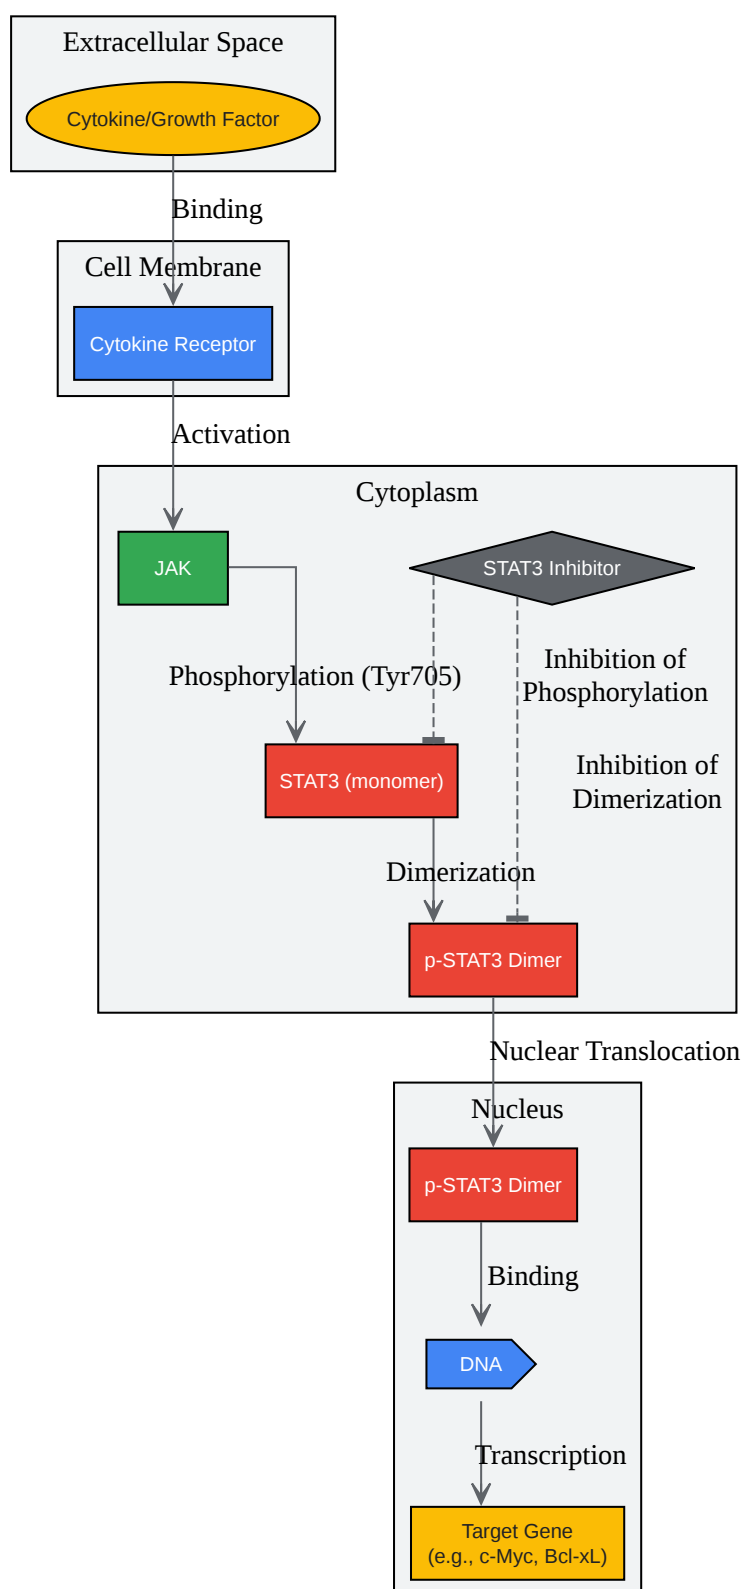 Extracellular Space
Cytokine/Growth Factor
Binding
Cell Membrane
Cytokine Receptor
Activation
Cytoplasm
JAK
STAT3 Inhibitor
Phosphorylation (Tyr705)
Inhibition of
Phosphorylation
STAT3 (monomer)
Inhibition of
Dimerization
Dimerization
p-STAT3 Dimer
Nuclear Translocation
Nucleus
p-STAT3 Dimer
Binding
DNA
Transcription
Target Gene
(e.g., c-Myc, Bcl-xL)